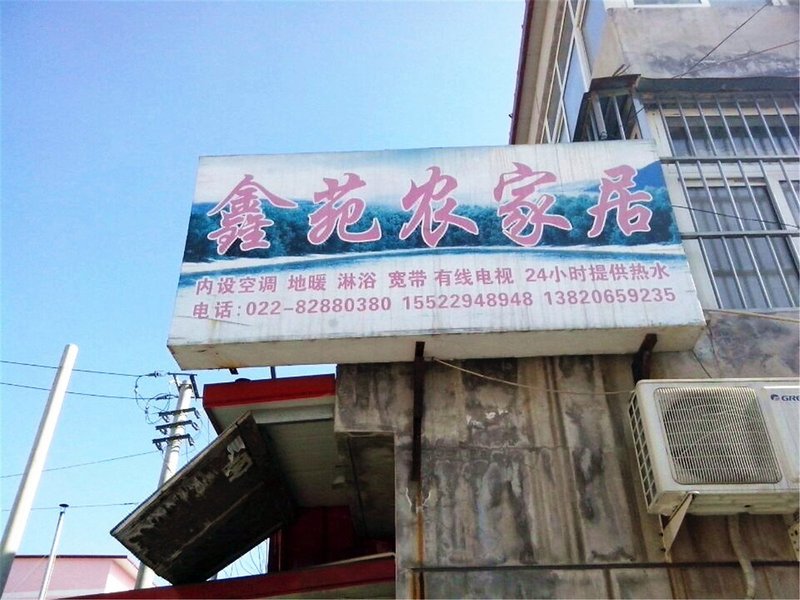 鑫苑农家居
内设空调 地暖 淋浴 宽带 有线电视 24小时提供热水
电话:022-82880380 15522948948 13820659235